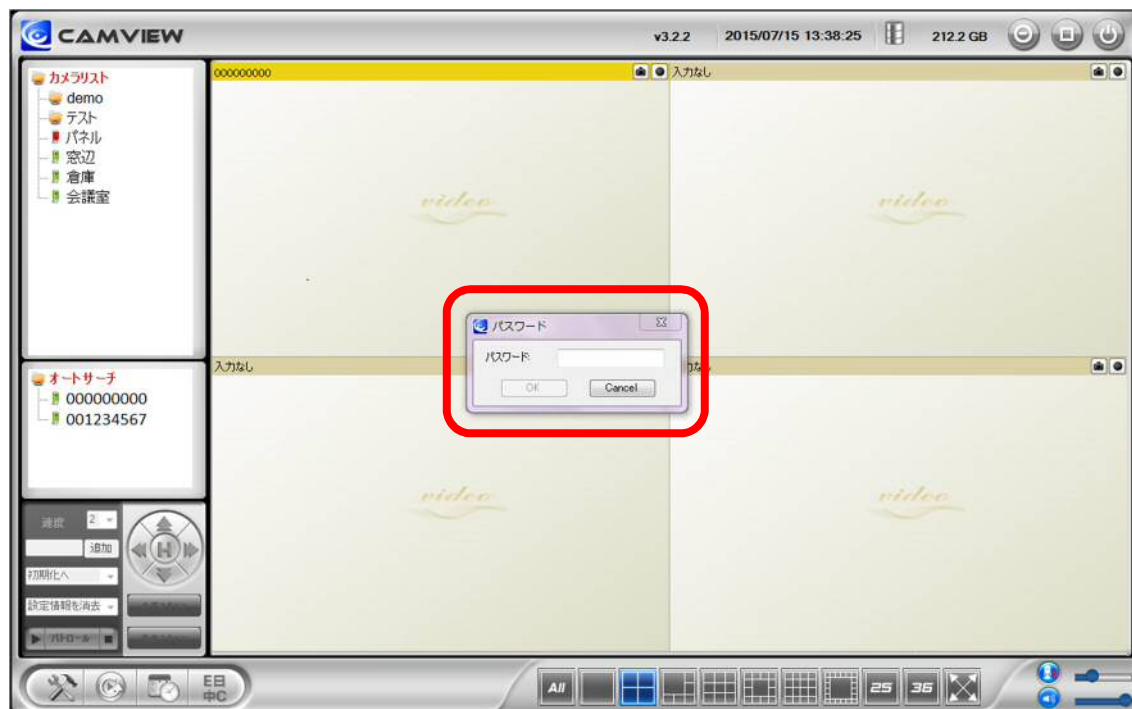 CAMVIEW
v3.2.2 2015/07/15 13:38:25 212.2 GB
カメラリスト
demo
テスト
パネル
窓辺
倉庫
会議室
000000000
入力なし
video
video
パスワード
パスワード:
OK Cancel
入力なし
オートサーチ
000000000
001234567
video
video
速度 2
追加
初期化へ
設定情報を消去
パトロール
E日
中C
All
25 36